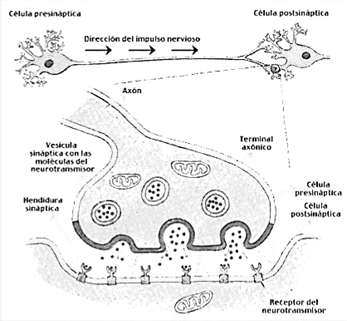 Célula presináptica
Célula postsináptica
Dirección del impulso nervioso
Axón
Vesícula
sináptica con las
moléculas del
neurotransmisor
Terminal
axónico
Hendidura
sináptica
Célula
presináptica
Célula
postsináptica
Receptor del
neurotransmisor